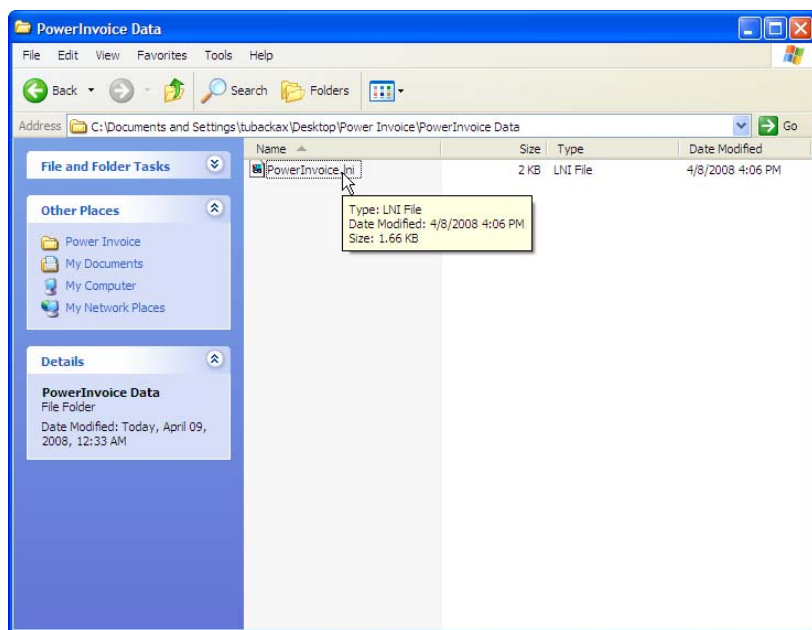 PowerInvoice Data
File Edit View Favorites Tools Help
Back Search Folders
Address C:\Documents and Settings\tubackax\Desktop\Power Invoice\PowerInvoice Data Go
Name Size Type Date Modified
PowerInvoice.lni 2 KB LNI File 4/8/2008 4:06 PM
Type: LNI File
Date Modified: 4/8/2008 4:06 PM
Size: 1.66 KB
File and Folder Tasks
Other Places
Power Invoice
My Documents
My Computer
My Network Places
Details
PowerInvoice Data
File Folder
Date Modified: Today, April 09,
2008, 12:33 AM